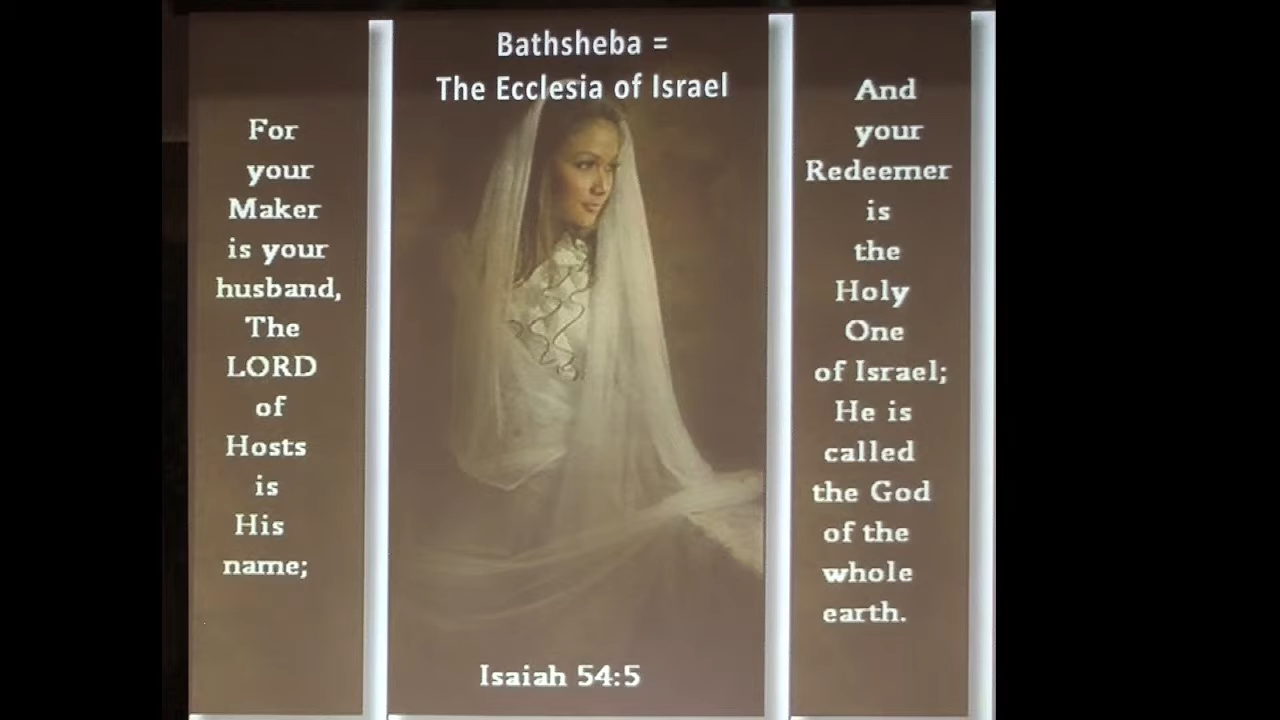 Bathsheba =
The Ecclesia of Israel
For
your
Maker
is your
husband,
The
LORD
of
Hosts
is
His
name;
And
your
Redeemer
is
the
Holy
One
of Israel;
He is
called
the God
of the
whole
earth.
Isaiah 54:5